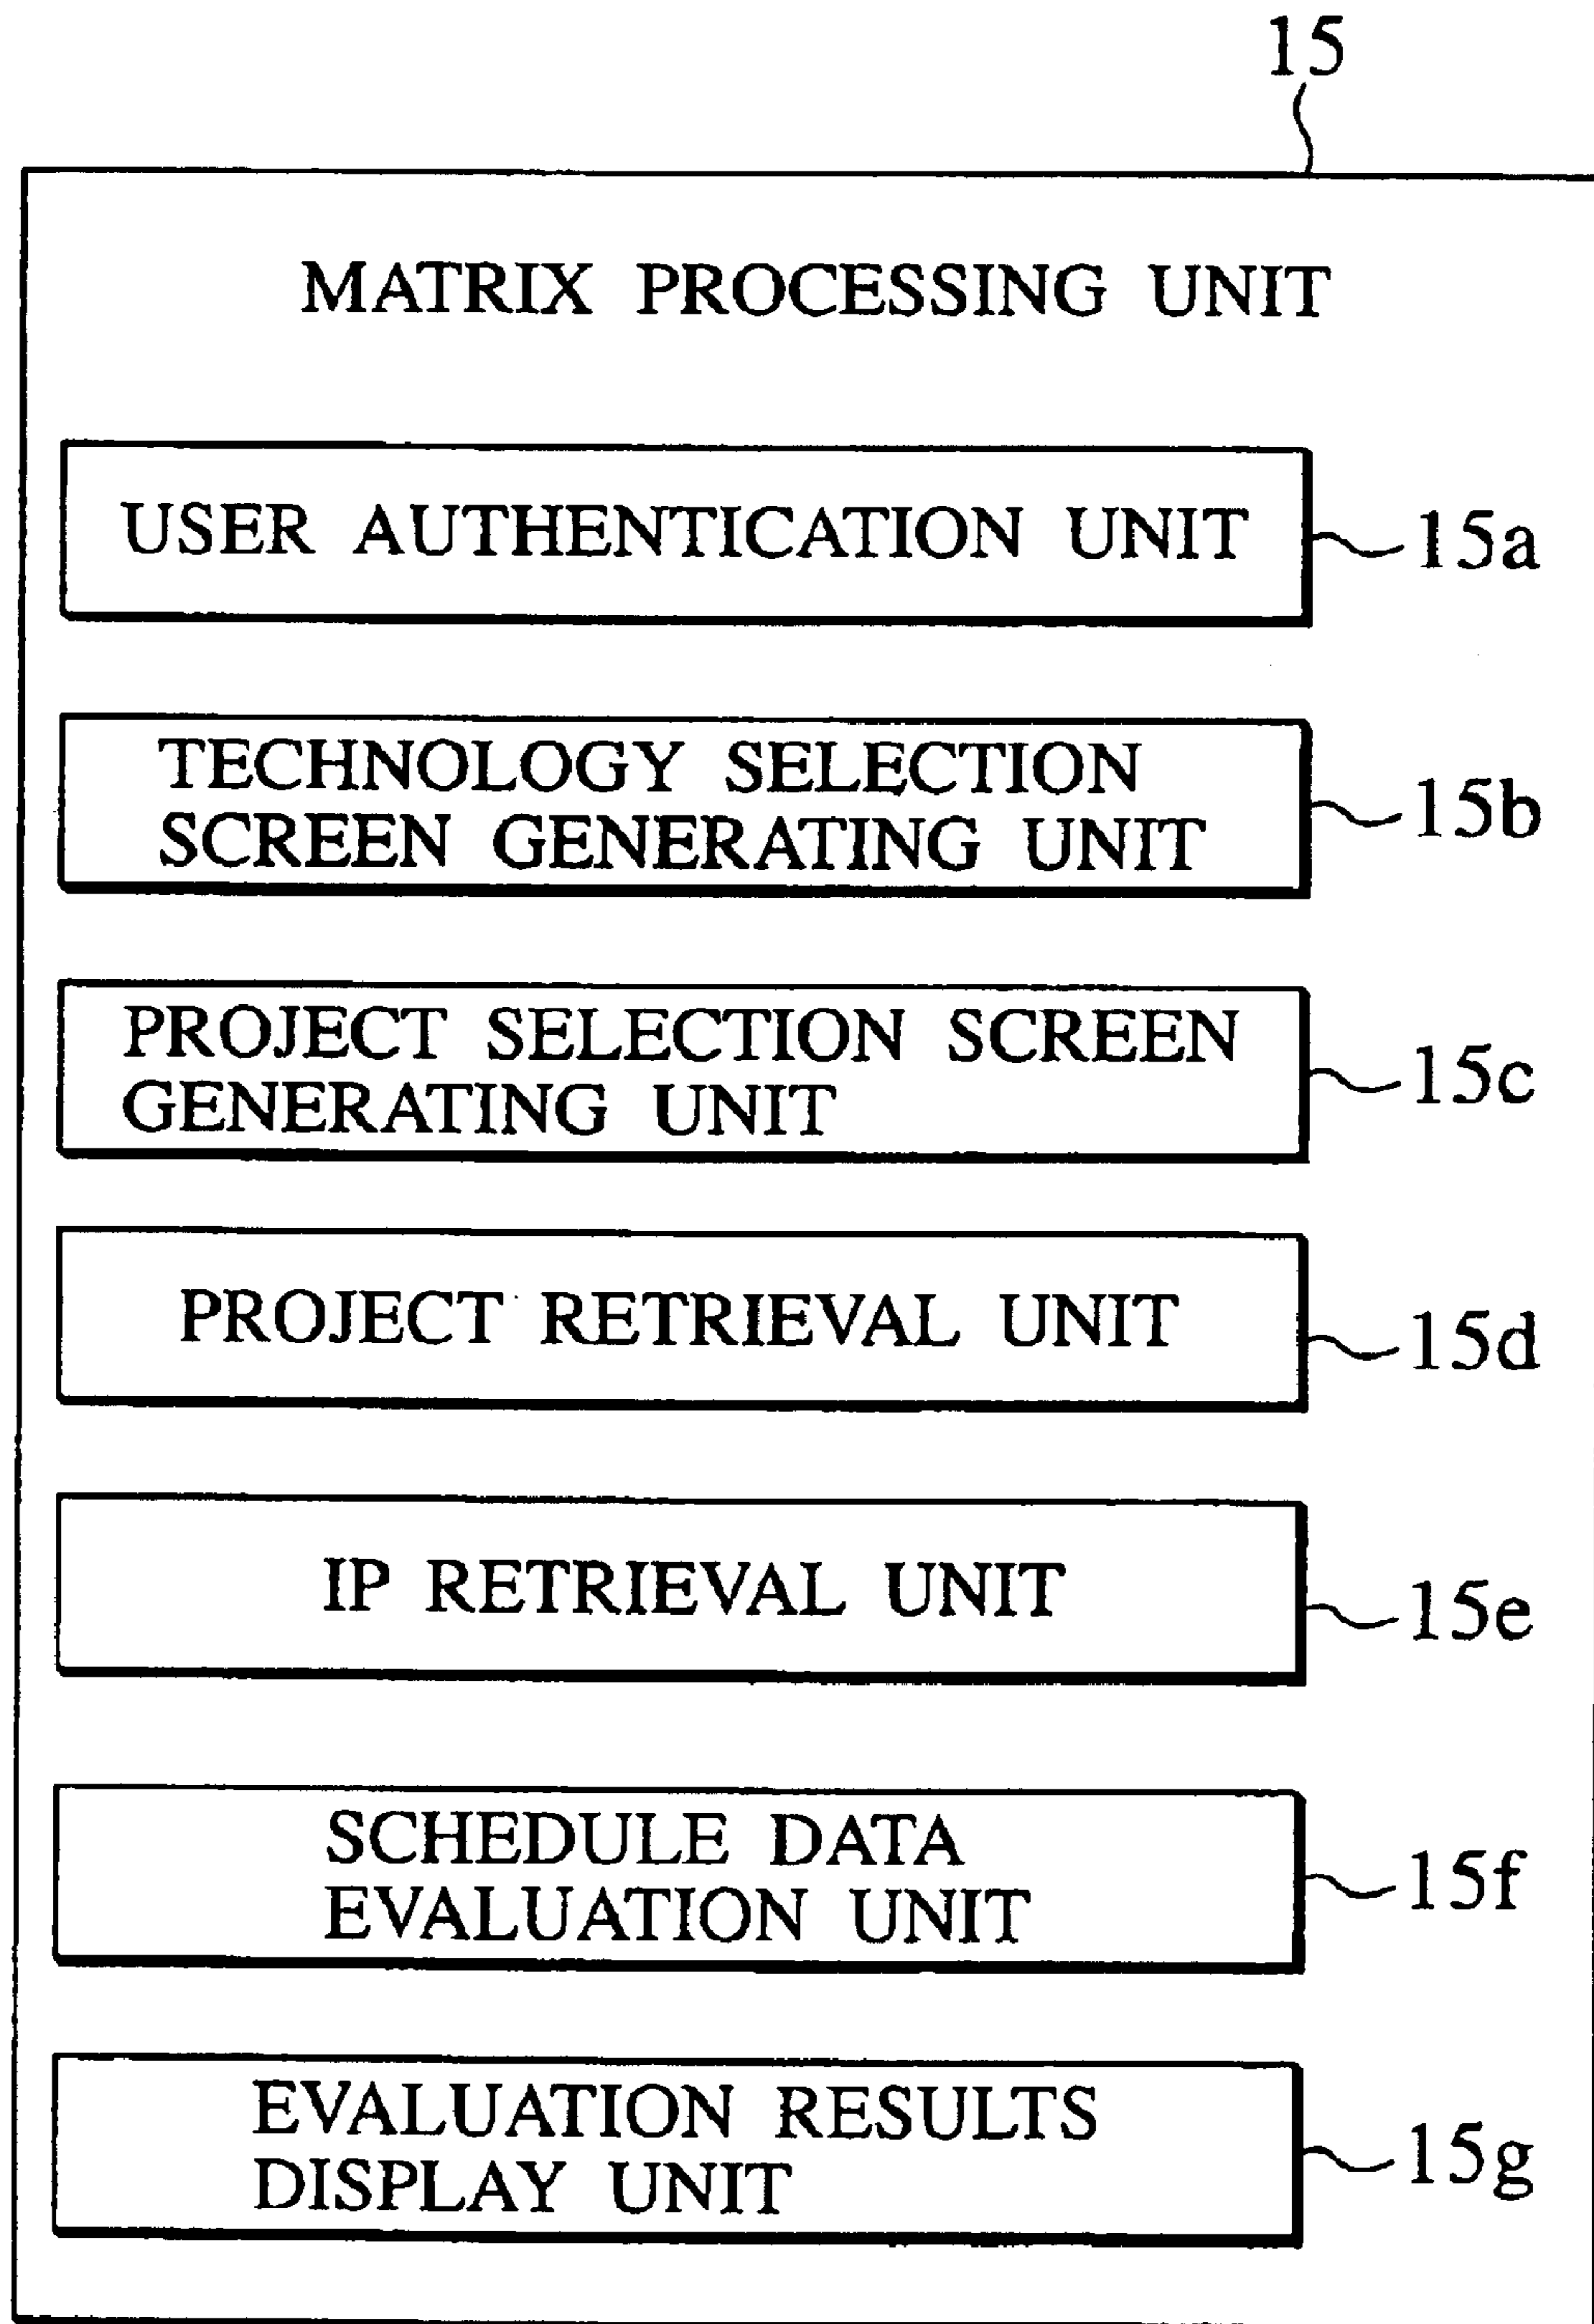 15
MATRIX PROCESSING UNIT
USER AUTHENTICATION UNIT
15a
TECHNOLOGY SELECTION
SCREEN GENERATING UNIT
15b
PROJECT SELECTION SCREEN
GENERATING UNIT
15c
PROJECT RETRIEVAL UNIT
15d
IP RETRIEVAL UNIT
15e
SCHEDULE DATA
EVALUATION UNIT
15f
EVALUATION RESULTS
DISPLAY UNIT
15g